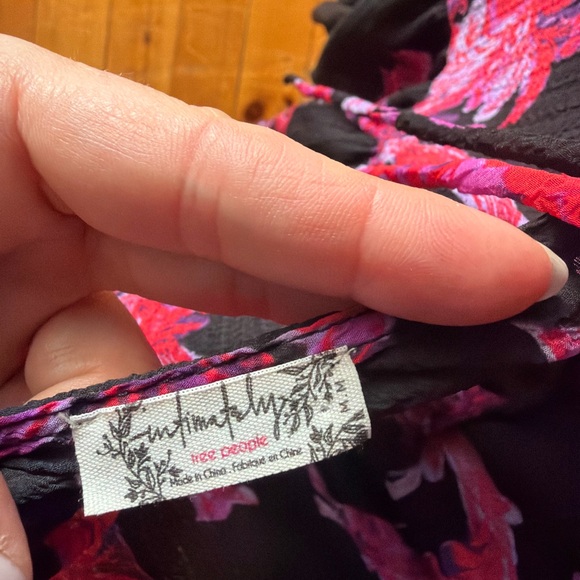 intimately
free people
Made in China . Fabriqué en Chine
M M